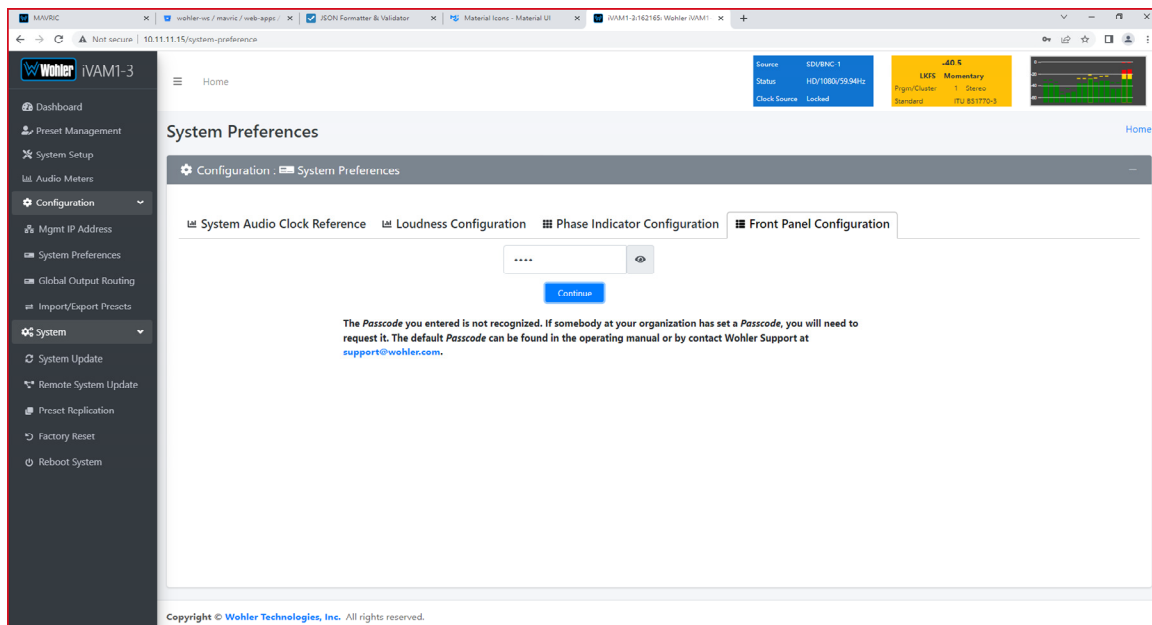 MAVRIC
wohler-ws / mavric / web-apps /
JSON Formatter & Validator
Material Icons - Material UI
iVAM1-3:162165: Wohler iVAM1-
Not secure | 10.11.11.15/system-preference
Wohler iVAM1-3
Home
Source SDI/BNC-1
Status HD/1080i/59.94Hz
Clock Source Locked
-40.5
LKFS Momentary
Prgm/Cluster 1 Stereo
Standard ITU BS1770-3
0
-20
-40
-60
Dashboard
Preset Management
System Setup
Audio Meters
Configuration
Mgmt IP Address
System Preferences
Global Output Routing
Import/Export Presets
System
System Update
Remote System Update
Preset Replication
Factory Reset
Reboot System
System Preferences
Home
Configuration : System Preferences
System Audio Clock Reference Loudness Configuration Phase Indicator Configuration Front Panel Configuration
Continue
The Passcode you entered is not recognized. If somebody at your organization has set a Passcode, you will need to
request it. The default Passcode can be found in the operating manual or by contact Wohler Support at
support@wohler.com.
Copyright © Wohler Technologies, Inc. All rights reserved.